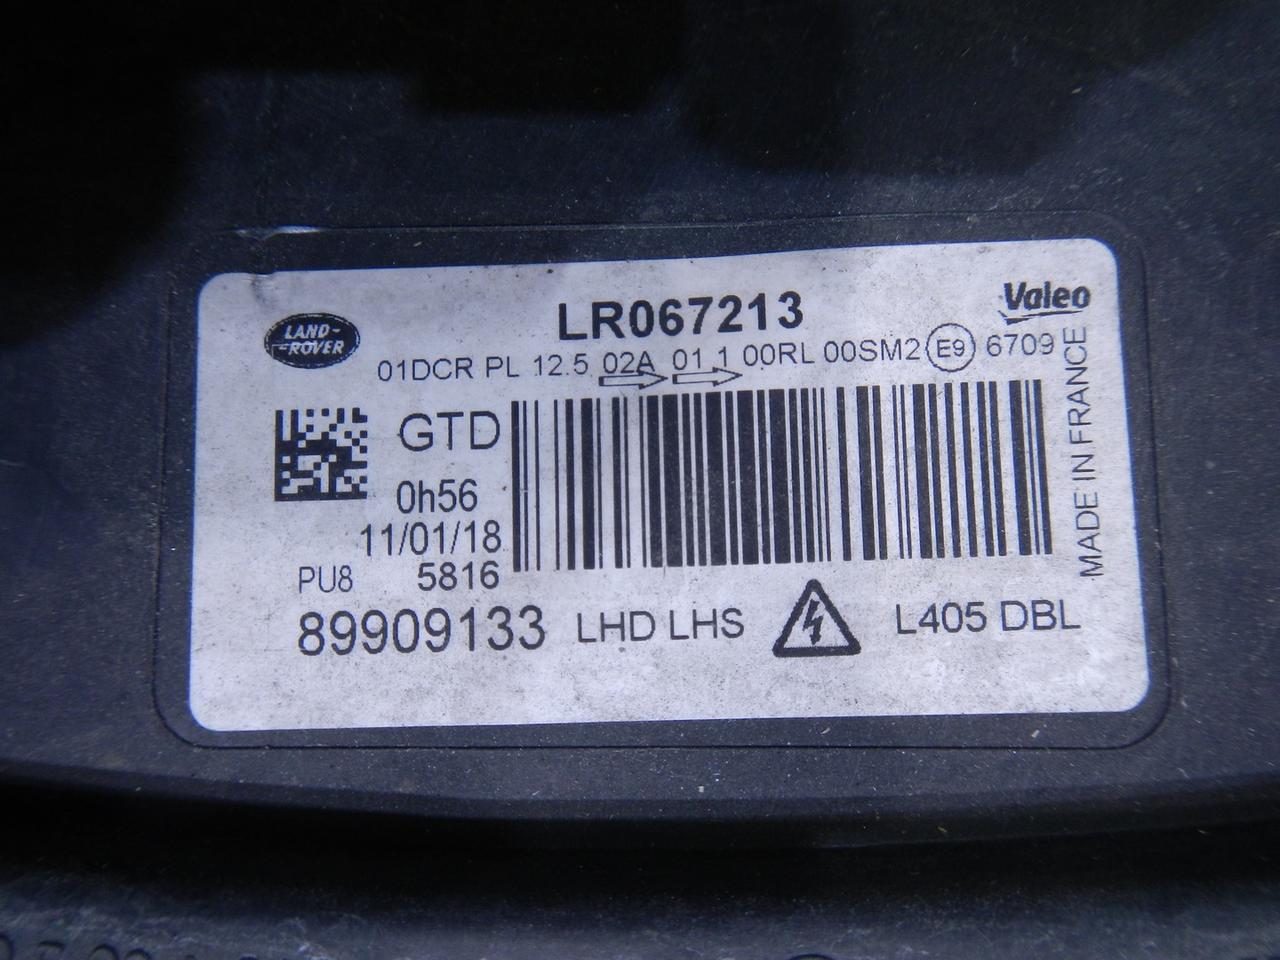 LAND-
ROVER
LR067213
Valeo
01DCR PL 12.5 02A 01 1 00RL 00SM2 E9 6709
GTD
0h56
11/01/18
PU8 5816
89909133 LHD LHS L405 DBL
MADE IN FRANCE